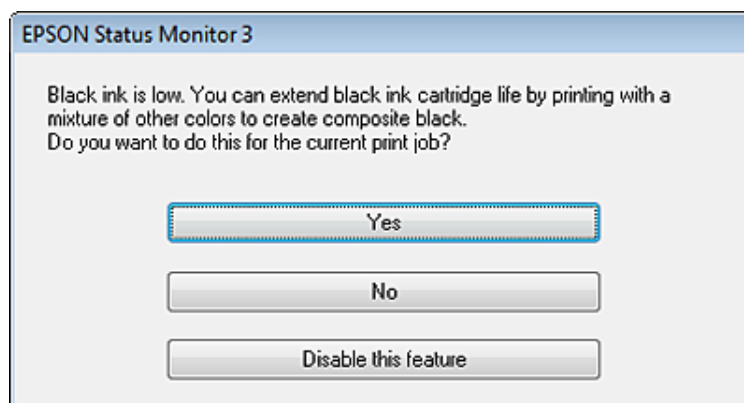 EPSON Status Monitor 3
Black ink is low. You can extend black ink cartridge life by printing with a
mixture of other colors to create composite black.
Do you want to do this for the current print job?
Yes
No
Disable this feature